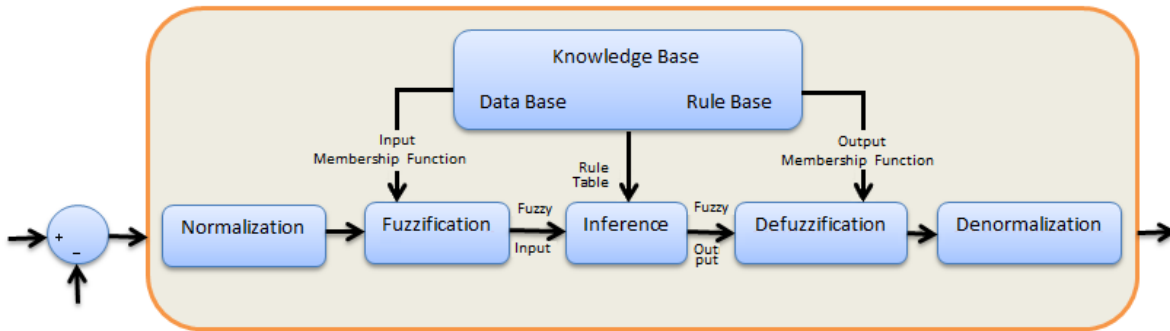 Knowledge Base
Data Base Rule Base
Input
Membership Function
Rule
Table
Output
Membership Function
+
−
Normalization
Fuzzification
Fuzzy
Input
Inference
Fuzzy
Out
put
Defuzzification
Denormalization